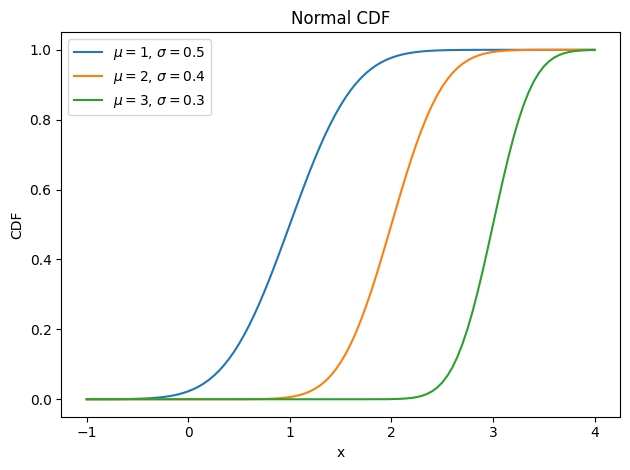 Normal CDF
μ = 1, σ = 0.5
μ = 2, σ = 0.4
μ = 3, σ = 0.3
1.0
0.8
0.6
0.4
0.2
0.0
CDF
−1 0 1 2 3 4
x